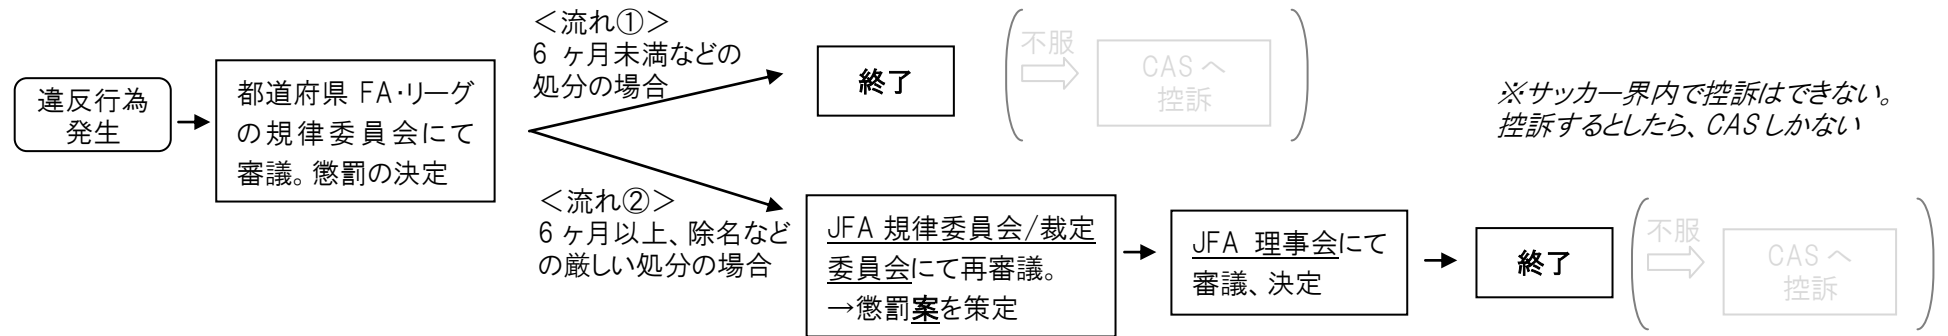 違反行為
発生
都道府県 FA・リーグ
の規律委員会にて
審議。懲罰の決定
＜流れ①＞
6 ヶ月未満などの
処分の場合
終了
不服
CAS へ
控訴
※サッカー界内で控訴はできない。
控訴するとしたら、CAS しかない
＜流れ②＞
6 ヶ月以上、除名など
の厳しい処分の場合
JFA 規律委員会/裁定
委員会にて再審議。
→懲罰案を策定
JFA 理事会にて
審議、決定
終了
不服
CAS へ
控訴